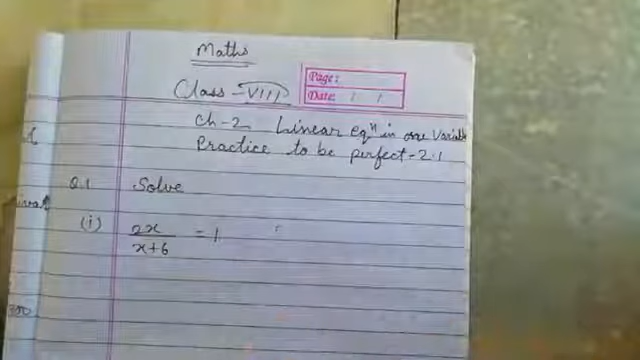 Maths
Class - VIII
Page:
Date: / /
Ch-2 Linear eqⁿ in one Variable
Practice to be perfect - 2.1
Q.1 Solve
(i) 2x/x+6 = 1